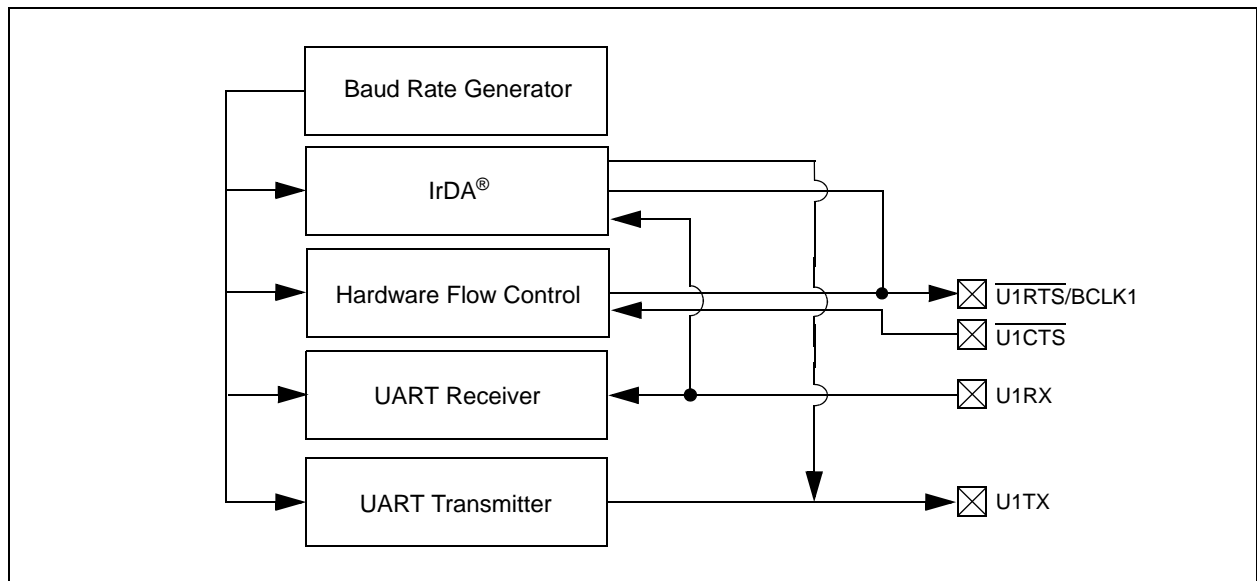 Baud Rate Generator
IrDA®
Hardware Flow Control
U1RTS/BCLK1
U1CTS
UART Receiver
U1RX
UART Transmitter
U1TX